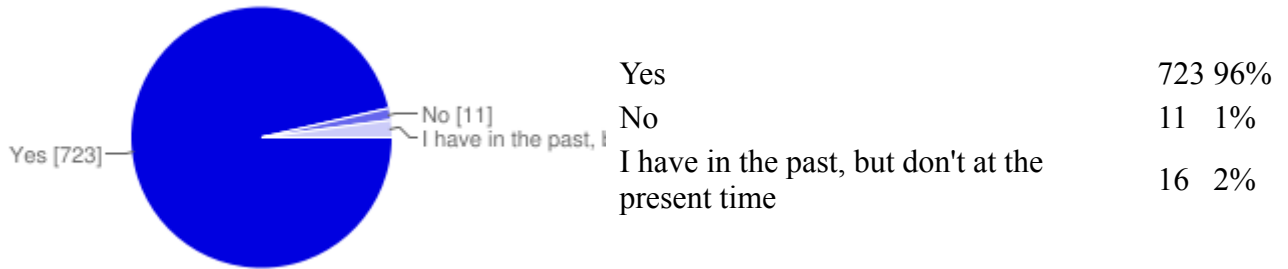 Yes [723]
No [11]
I have in the past,
Yes 723 96%
No 11 1%
I have in the past, but don't at the
present time 16 2%